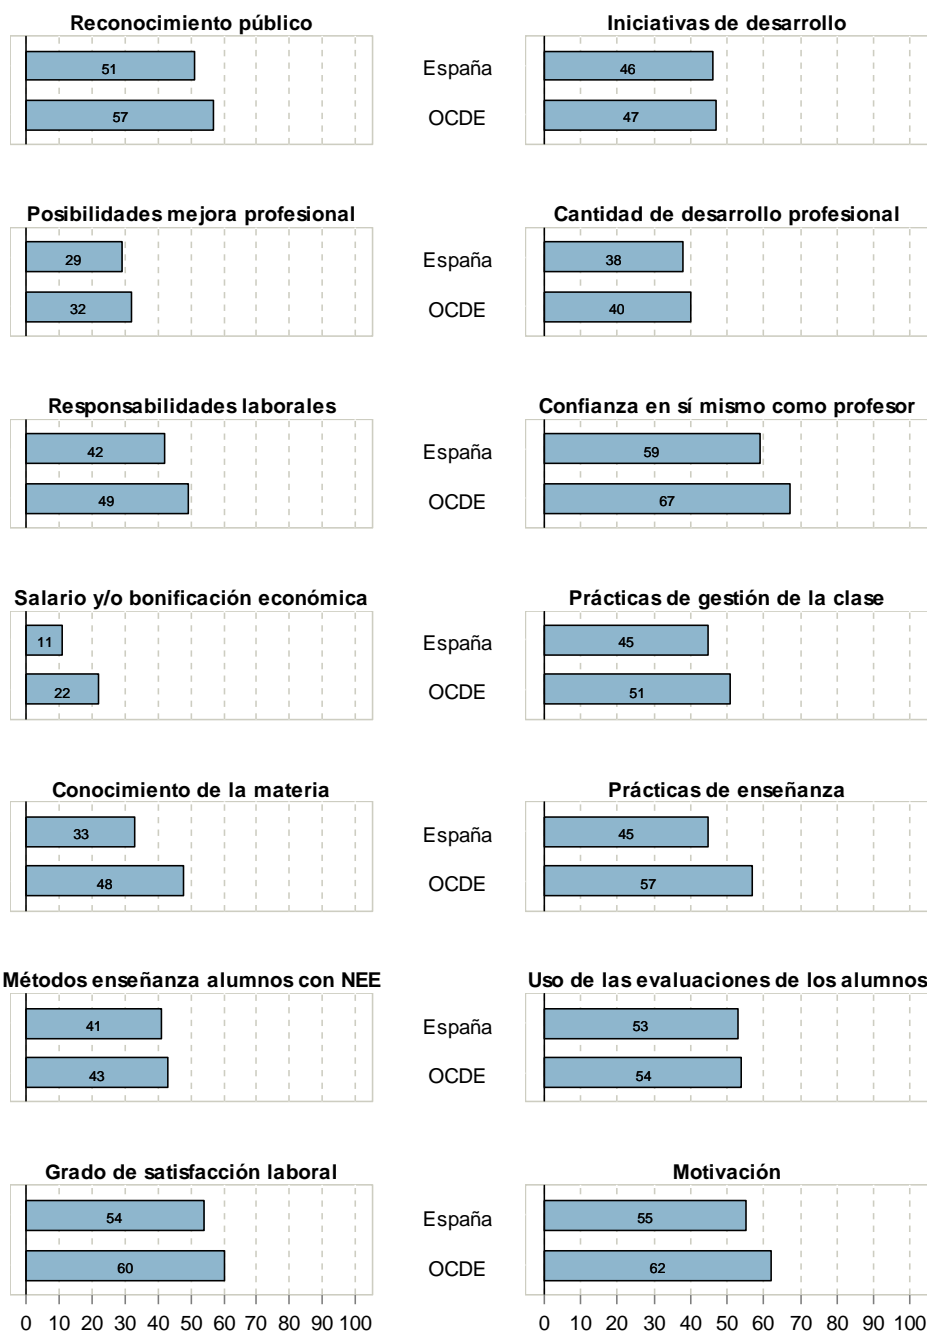 Reconocimiento público Iniciativas de desarrollo
51 España 46
57 OCDE 47
Posibilidades mejora profesional Cantidad de desarrollo profesional
29 España 38
32 OCDE 40
Responsabilidades laborales Confianza en sí mismo como profesor
42 España 59
49 OCDE 67
Salario y/o bonificación económica Prácticas de gestión de la clase
11 España 45
22 OCDE 51
Conocimiento de la materia Prácticas de enseñanza
33 España 45
48 OCDE 57
Métodos enseñanza alumnos con NEE Uso de las evaluaciones de los alumnos
41 España 53
43 OCDE 54
Grado de satisfacción laboral Motivación
54 España 55
60 OCDE 62
0 10 20 30 40 50 60 70 80 90 100 0 10 20 30 40 50 60 70 80 90 100